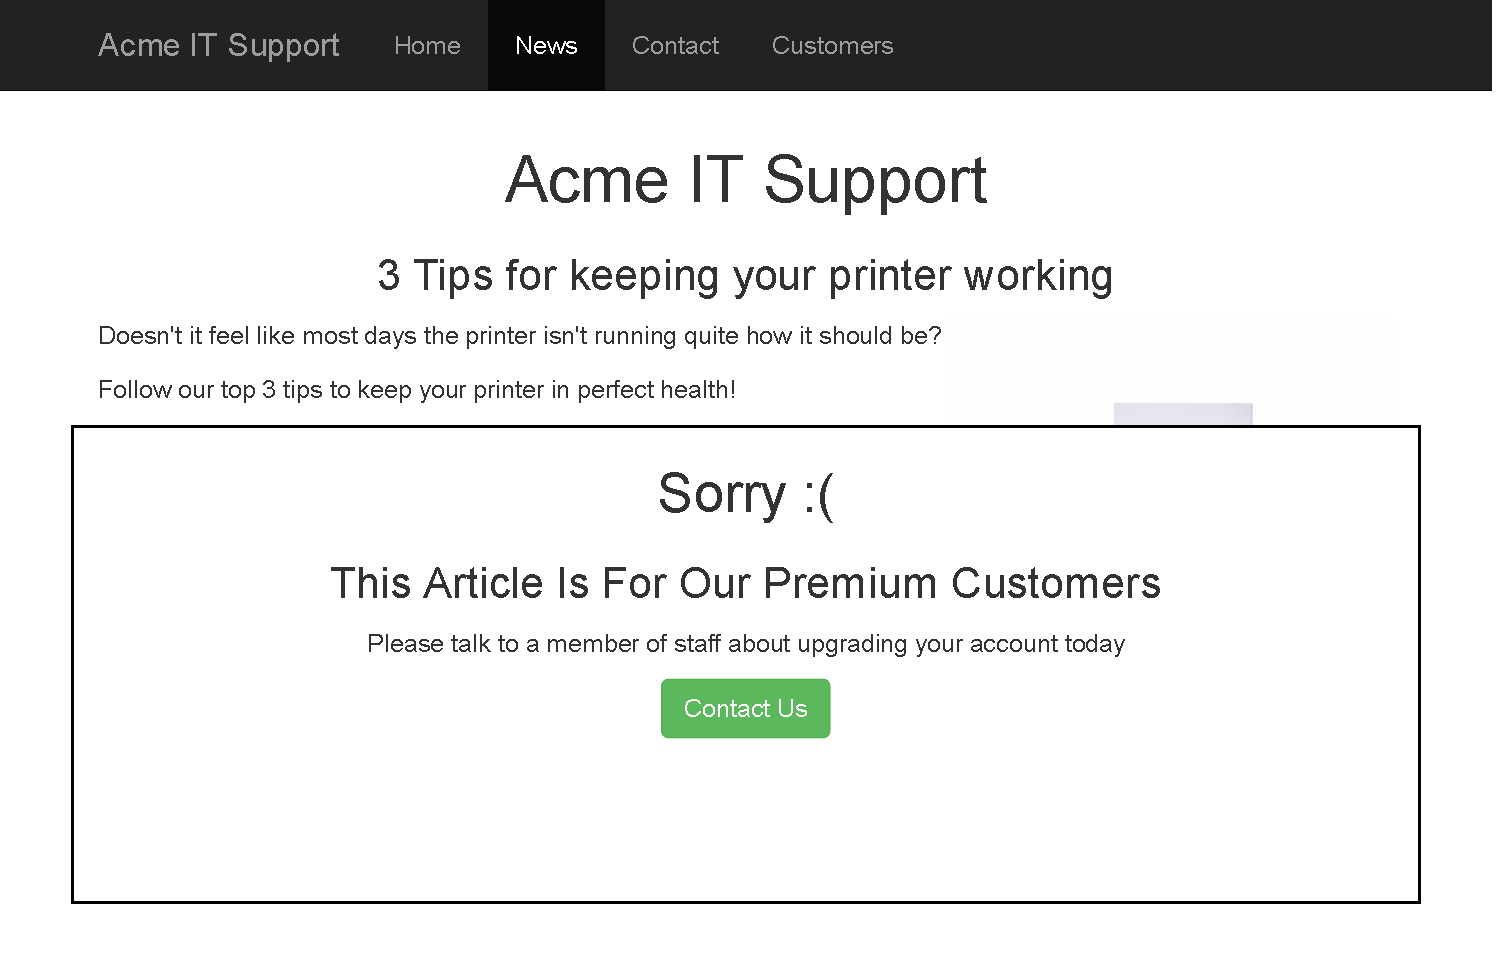 Acme IT Support Home News Contact Customers
Acme IT Support
3 Tips for keeping your printer working
Doesn't it feel like most days the printer isn't running quite how it should be?
Follow our top 3 tips to keep your printer in perfect health!
Sorry :(
This Article Is For Our Premium Customers
Please talk to a member of staff about upgrading your account today
Contact Us